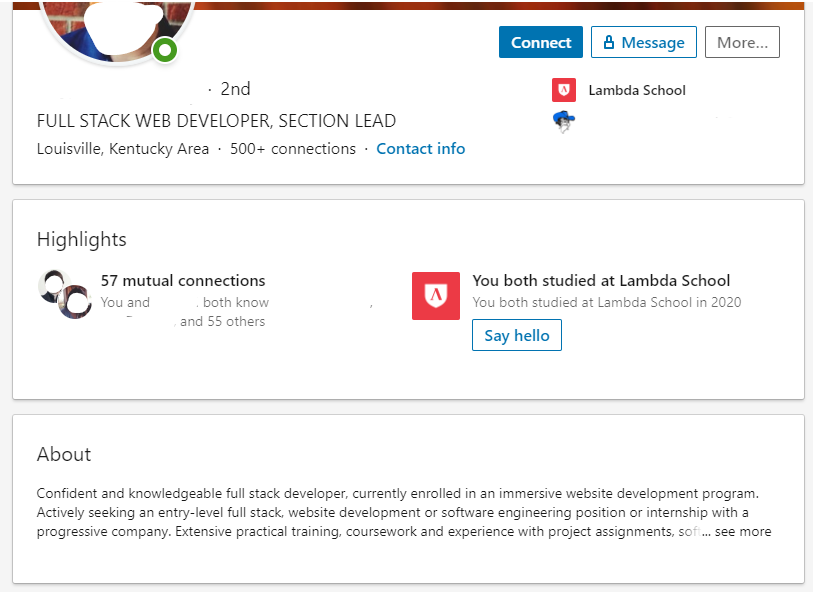 Connect
Message
More...
· 2nd
Lambda School
FULL STACK WEB DEVELOPER, SECTION LEAD
Louisville, Kentucky Area · 500+ connections · Contact info
Highlights
57 mutual connections
You and . both know ,
and 55 others
You both studied at Lambda School
You both studied at Lambda School in 2020
Say hello
About
Confident and knowledgeable full stack developer, currently enrolled in an immersive website development program.
Actively seeking an entry-level full stack, website development or software engineering position or internship with a
progressive company. Extensive practical training, coursework and experience with project assignments, sof... see more